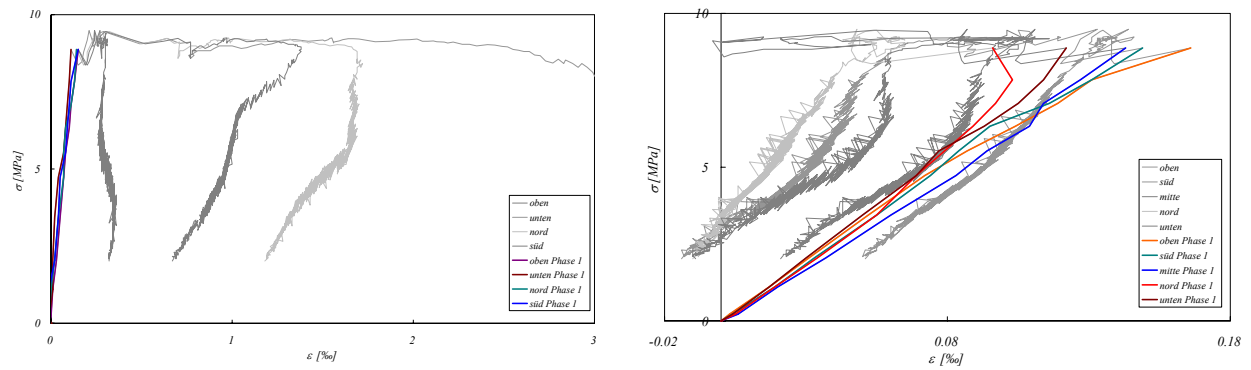 10
σ [MPa]
5
0
0
1
2
3
ε [‰]
oben
unten
nord
süd
oben Phase 1
unten Phase 1
nord Phase 1
süd Phase 1
10
σ [MPa]
5
0
-0.02
0.08
0.18
ε [‰]
oben
süd
mitte
nord
unten
oben Phase 1
süd Phase 1
mitte Phase 1
nord Phase 1
unten Phase 1